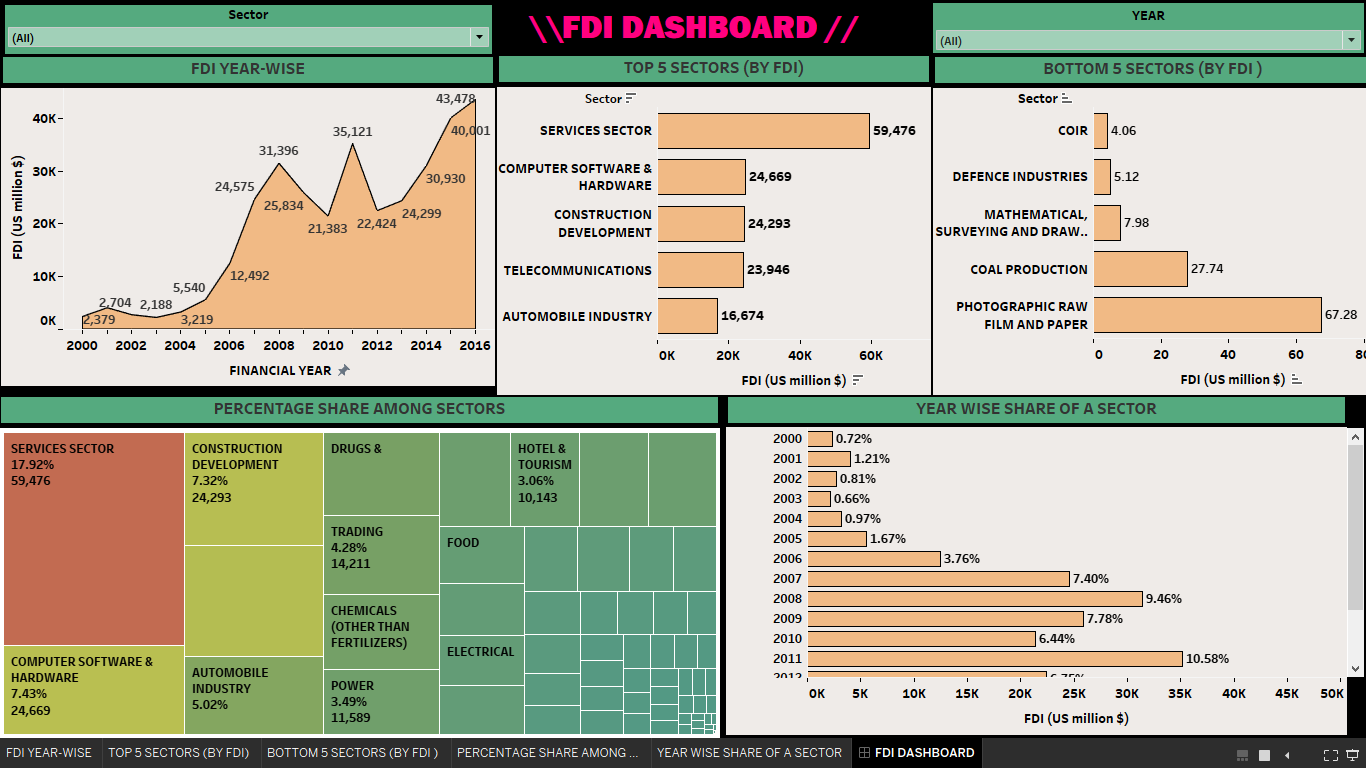 Sector
(All)
\\FDI DASHBOARD //
YEAR
(All)
FDI YEAR-WISE
TOP 5 SECTORS (BY FDI)
BOTTOM 5 SECTORS (BY FDI )
FDI (US million $)
40K
30K
20K
10K
0K
2,379
2,704
2,188
3,219
5,540
12,492
24,575
31,396
25,834
21,383
35,121
22,424
24,299
30,930
40,001
43,478
2000 2002 2004 2006 2008 2010 2012 2014 2016
FINANCIAL YEAR
Sector
SERVICES SECTOR 59,476
COMPUTER SOFTWARE &
HARDWARE
24,669
CONSTRUCTION
DEVELOPMENT
24,293
TELECOMMUNICATIONS 23,946
AUTOMOBILE INDUSTRY 16,674
0K 20K 40K 60K
FDI (US million $)
Sector
COIR 4.06
DEFENCE INDUSTRIES 5.12
MATHEMATICAL,
SURVEYING AND DRAW..
7.98
COAL PRODUCTION 27.74
PHOTOGRAPHIC RAW
FILM AND PAPER
67.28
0 20 40 60 80
FDI (US million $)
PERCENTAGE SHARE AMONG SECTORS
SERVICES SECTOR
17.92%
59,476
COMPUTER SOFTWARE &
HARDWARE
7.43%
24,669
CONSTRUCTION
DEVELOPMENT
7.32%
24,293
AUTOMOBILE
INDUSTRY
5.02%
DRUGS &
TRADING
4.28%
14,211
CHEMICALS
(OTHER THAN
FERTILIZERS)
POWER
3.49%
11,589
HOTEL &
TOURISM
3.06%
10,143
FOOD
ELECTRICAL
YEAR WISE SHARE OF A SECTOR
2000 0.72%
2001 1.21%
2002 0.81%
2003 0.66%
2004 0.97%
2005 1.67%
2006 3.76%
2007 7.40%
2008 9.46%
2009 7.78%
2010 6.44%
2011 10.58%
2012 6.75%
0K 5K 10K 15K 20K 25K 30K 35K 40K 45K 50K
FDI (US million $)
FDI YEAR-WISE
TOP 5 SECTORS (BY FDI)
BOTTOM 5 SECTORS (BY FDI )
PERCENTAGE SHARE AMONG ...
YEAR WISE SHARE OF A SECTOR
FDI DASHBOARD